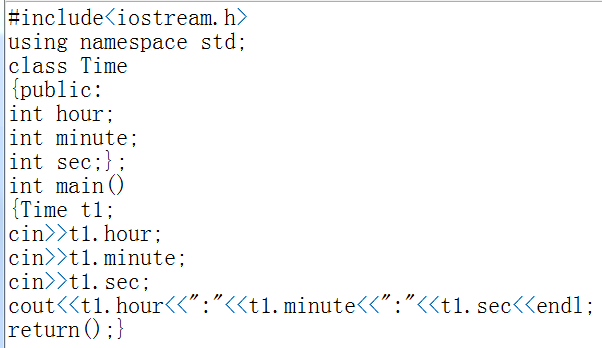 #include<iostream.h>
using namespace std;
class Time
{public:
int hour;
int minute;
int sec;};
int main()
{Time t1;
cin>>t1.hour;
cin>>t1.minute;
cin>>t1.sec;
cout<<t1.hour<<":"<<t1.minute<<":"<<t1.sec<<endl;
return();}